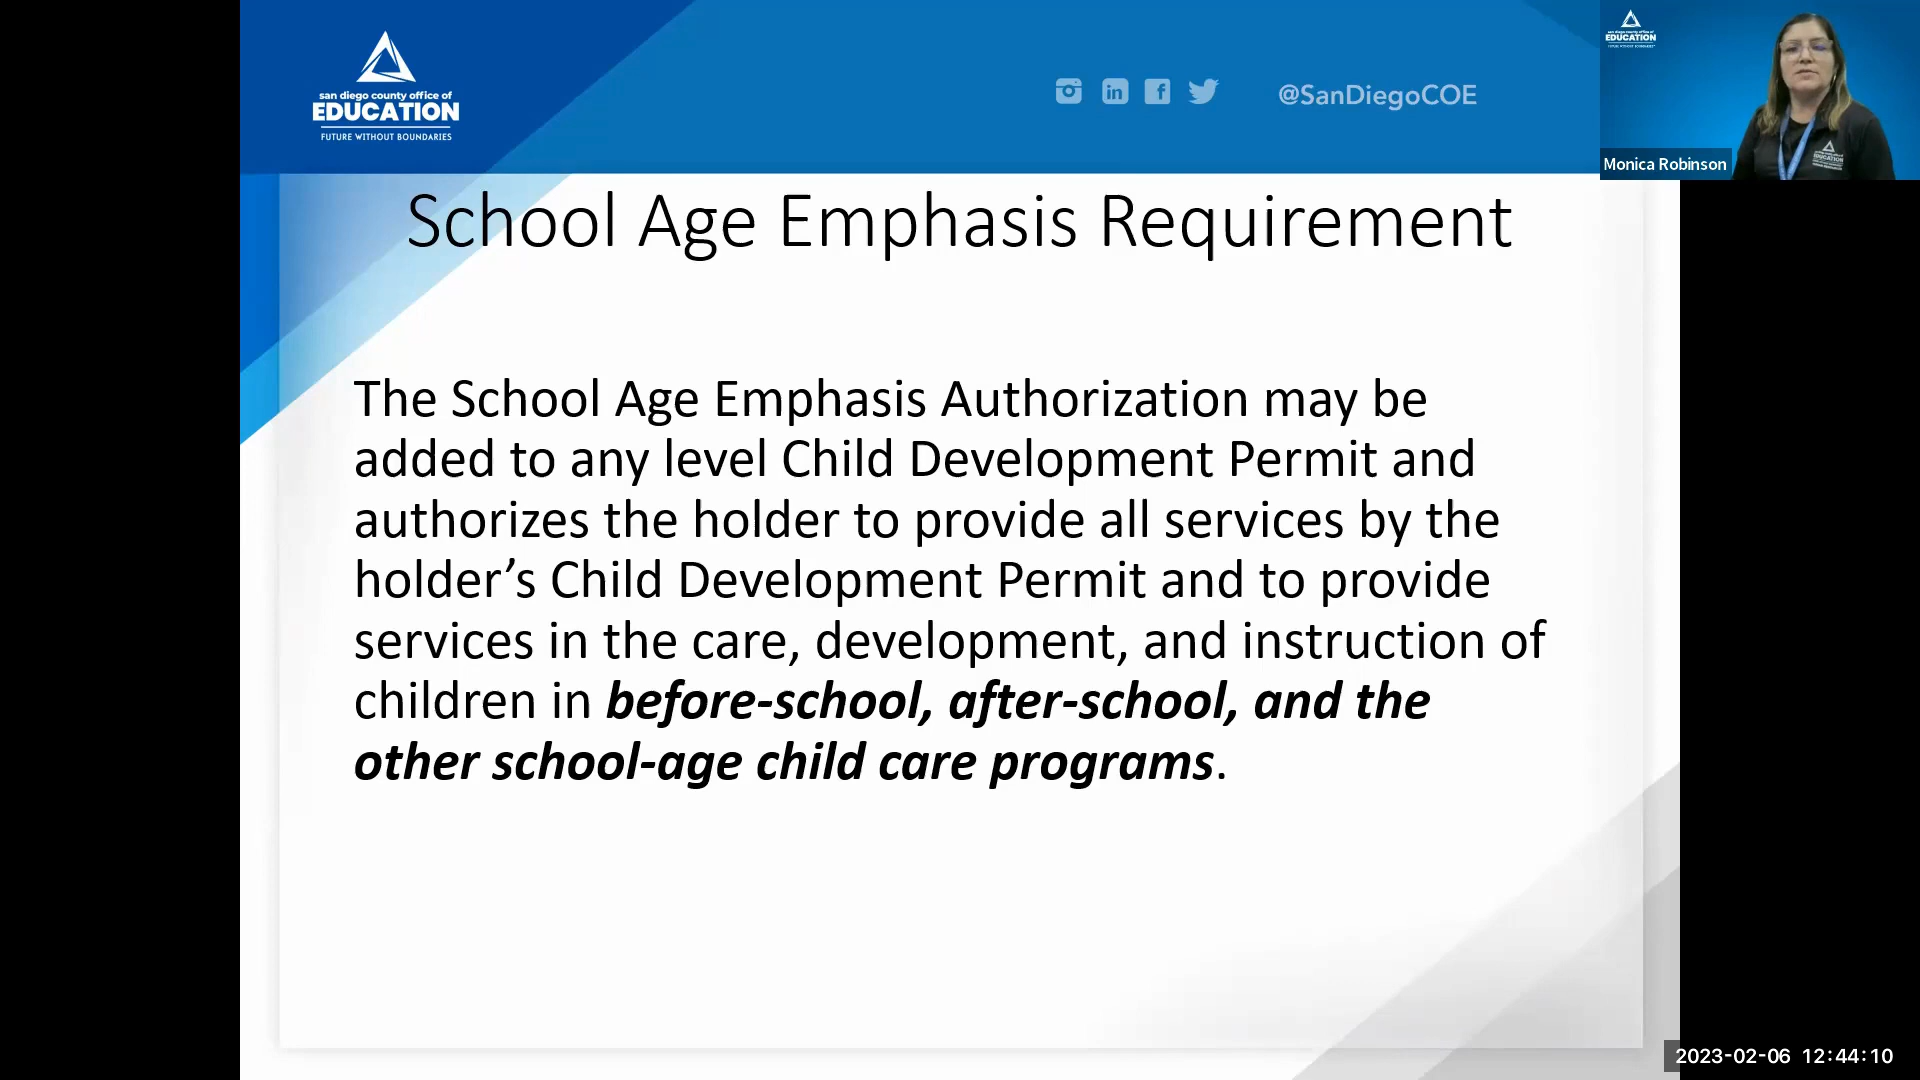 san diego county office of
EDUCATION
FUTURE WITHOUT BOUNDARIES
@SanDiegoCOE
EDUCATION
Monica Robinson
School Age Emphasis Requirement
The School Age Emphasis Authorization may be
added to any level Child Development Permit and
authorizes the holder to provide all services by the
holder’s Child Development Permit and to provide
services in the care, development, and instruction of
children in before-school, after-school, and the
other school-age child care programs.
2023-02-06 12:44:10